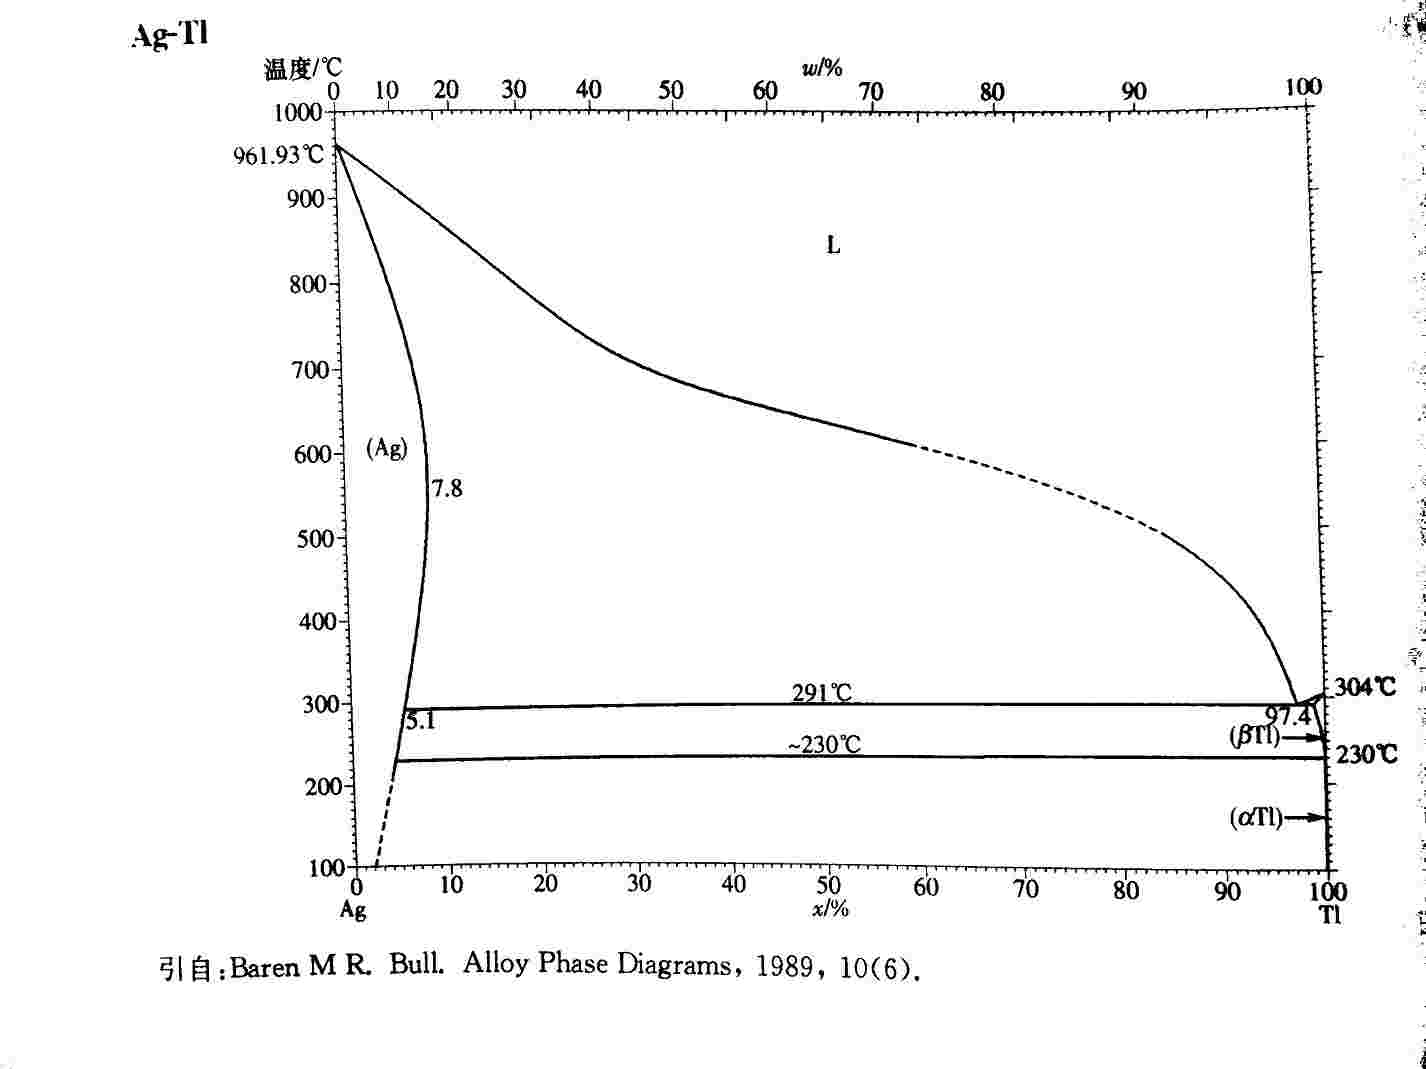 Ag-Tl
温度/℃
w/%
0 10 20 30 40 50 60 70 80 90 100
1000
961.93℃
900
L
800
700
600
(Ag)
7.8
500
400
291℃
304℃
300
5.1
97.4
(βTl)
~230℃
230℃
200
(αTl)
100
0 10 20 30 40 50 60 70 80 90 100
Ag
x/%
Tl
引自:Baren M R. Bull. Alloy Phase Diagrams, 1989, 10(6).